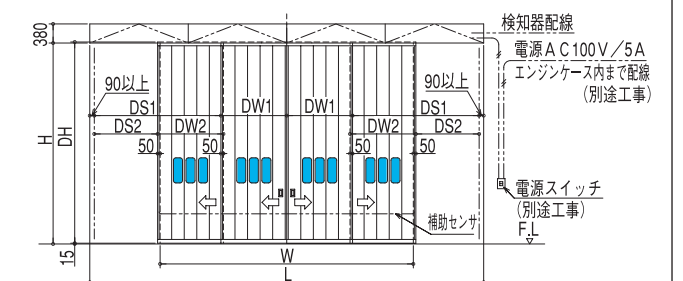 380
検知器配線
電源AC100V/5A
エンジンケース内まで配線
(別途工事)
90以上
90以上
DS1
DW1
DW1
DS1
DS2
DW2
DW2
DS2
50
50
50
50
H
DH
電源スイッチ
(別途工事)
補助センサ
F.L
15
W
L